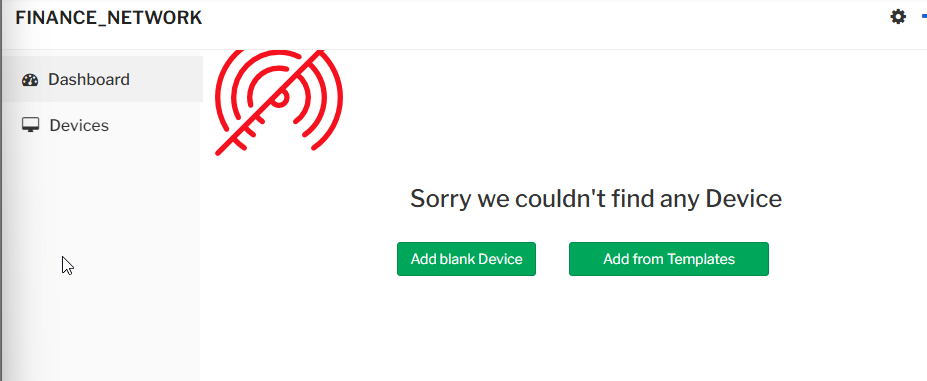 FINANCE_NETWORK
Dashboard
Devices
Sorry we couldn't find any Device
Add blank Device
Add from Templates